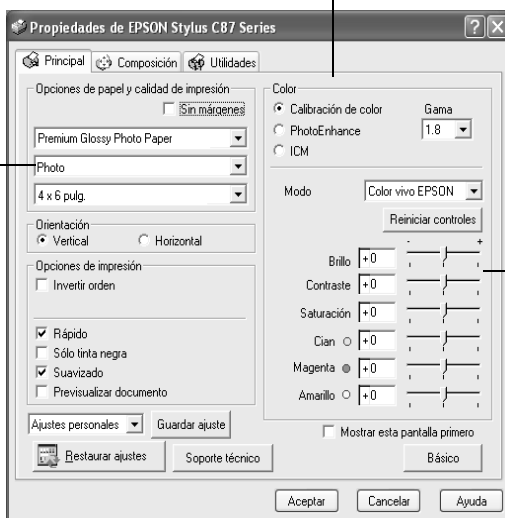 Propiedades de EPSON Stylus C87 Series
Principal
Composición
Utilidades
Opciones de papel y calidad de impresión
Sin márgenes
Premium Glossy Photo Paper
Photo
4 x 6 pulg.
Orientación
Vertical
Horizontal
Opciones de impresión
Invertir orden
Rápido
Sólo tinta negra
Suavizado
Previsualizar documento
Ajustes personales
Guardar ajuste
Restaurar ajustes
Soporte técnico
Color
Calibración de color
PhotoEnhance
ICM
Gama
1.8
Modo
Color vivo EPSON
Reiniciar controles
- +
Brillo +0
Contraste +0
Saturación +0
Cian +0
Magenta +0
Amarillo +0
Mostrar esta pantalla primero
Básico
Aceptar
Cancelar
Ayuda